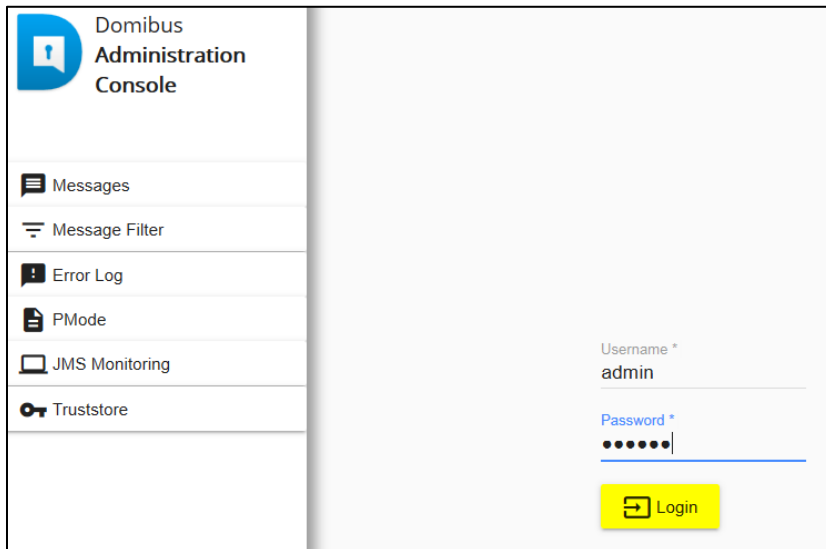 Domibus
Administration
Console
Messages
Message Filter
Error Log
PMode
JMS Monitoring
Truststore
Username *
admin
Password *
••••••
Login